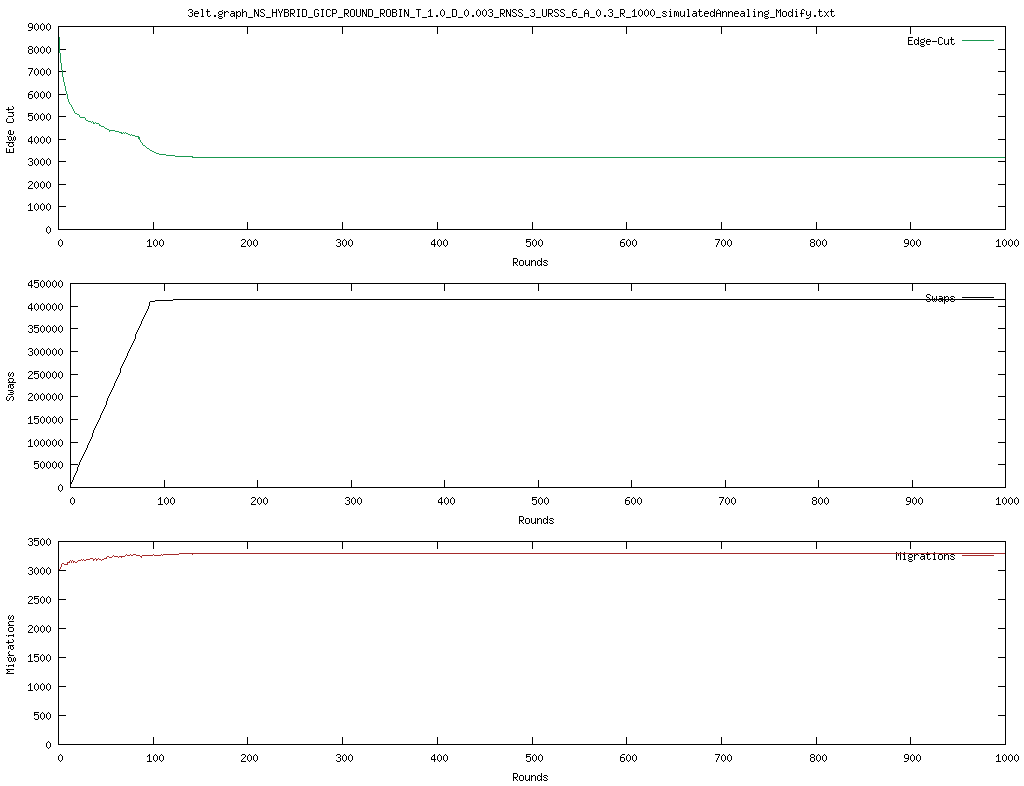 3elt.graph_NS_HYBRID_GICP_ROUND_ROBIN_T_1.0_D_0.003_RNSS_3_URSS_6_A_0.3_R_1000_simulatedAnnealing_Modify.txt
9000
8000
7000
6000
5000
4000
3000
2000
1000
0
Edge Cut
Edge-Cut
0 100 200 300 400 500 600 700 800 900 1000
Rounds
450000
400000
350000
300000
250000
200000
150000
100000
50000
0
Swaps
Swaps
0 100 200 300 400 500 600 700 800 900 1000
Rounds
3500
3000
2500
2000
1500
1000
500
0
Migrations
Migrations
0 100 200 300 400 500 600 700 800 900 1000
Rounds